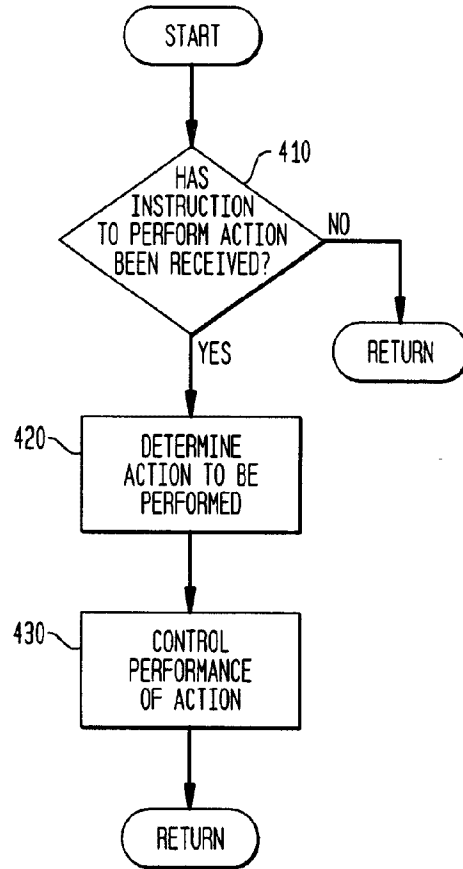 START
410
HAS
INSTRUCTION
TO PERFORM ACTION
BEEN RECEIVED?
NO
RETURN
YES
420
DETERMINE
ACTION TO BE
PERFORMED
430
CONTROL
PERFORMANCE
OF ACTION
RETURN